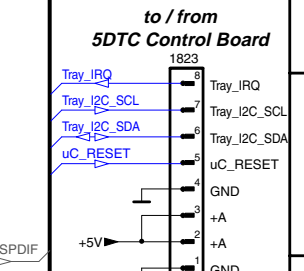 to / from
5DTC Control Board
1823
Tray_IRQ 8 Tray_IRQ
Tray_I2C_SCL 7 Tray_I2C_SCL
Tray_I2C_SDA 6 Tray_I2C_SDA
uC_RESET 5 uC_RESET
4 GND
3 +A
SPDIF +5V 2 +A
1 GND